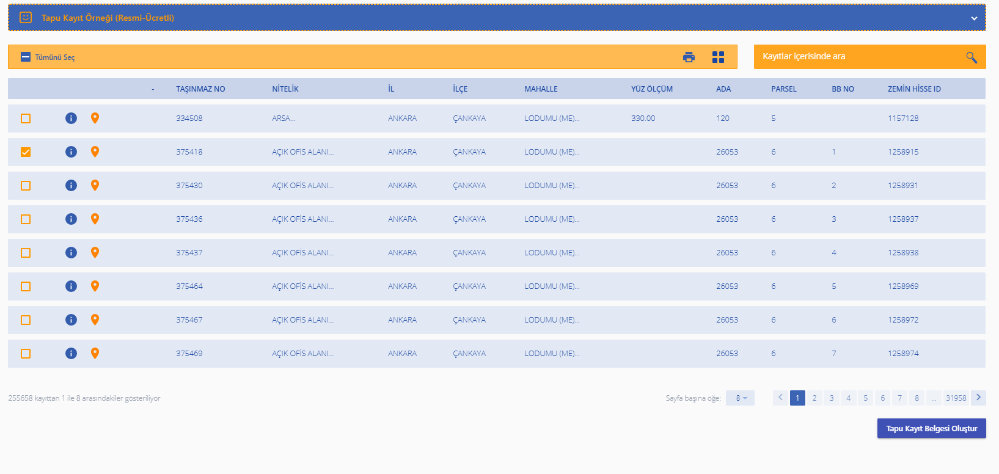 Tapu Kayıt Örneği (Resmi-Ücretli)
Tümünü Seç
Kayıtlar içerisinde ara
- TAŞINMAZ NO NİTELİK İL İLÇE MAHALLE YÜZ ÖLÇÜM ADA PARSEL BB NO ZEMİN HİSSE ID
334508 ARSA... ANKARA ÇANKAYA LODUMU (ME)... 330.00 120 5 1157128
375418 AÇIK OFİS ALANI... ANKARA ÇANKAYA LODUMU (ME)... 26053 6 1 1258915
375430 AÇIK OFİS ALANI... ANKARA ÇANKAYA LODUMU (ME)... 26053 6 2 1258931
375436 AÇIK OFİS ALANI... ANKARA ÇANKAYA LODUMU (ME)... 26053 6 3 1258937
375437 AÇIK OFİS ALANI... ANKARA ÇANKAYA LODUMU (ME)... 26053 6 4 1258938
375464 AÇIK OFİS ALANI... ANKARA ÇANKAYA LODUMU (ME)... 26053 6 5 1258969
375467 AÇIK OFİS ALANI... ANKARA ÇANKAYA LODUMU (ME)... 26053 6 6 1258972
375469 AÇIK OFİS ALANI... ANKARA ÇANKAYA LODUMU (ME)... 26053 6 7 1258974
255658 kayıttan 1 ile 8 arasındakiler gösteriliyor
Sayfa başına öğe: 8
1 2 3 4 5 6 7 8 ... 31958
Tapu Kayıt Belgesi Oluştur